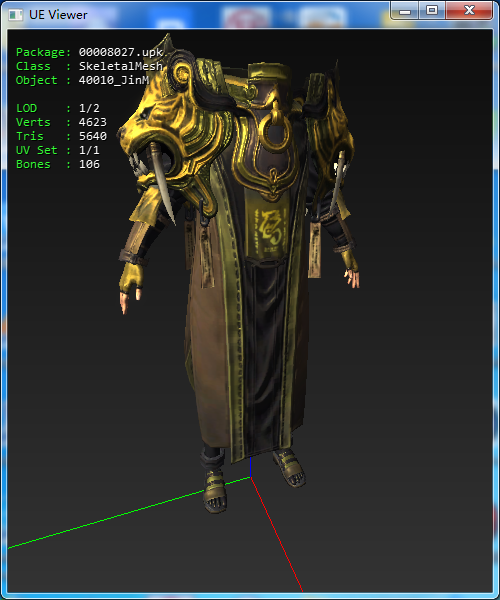 UE Viewer
Package: 00008027.upk
Class : SkeletalMesh
Object : 40010_JinM
LOD : 1/2
Verts : 4623
Tris : 5640
UV Set : 1/1
Bones : 106